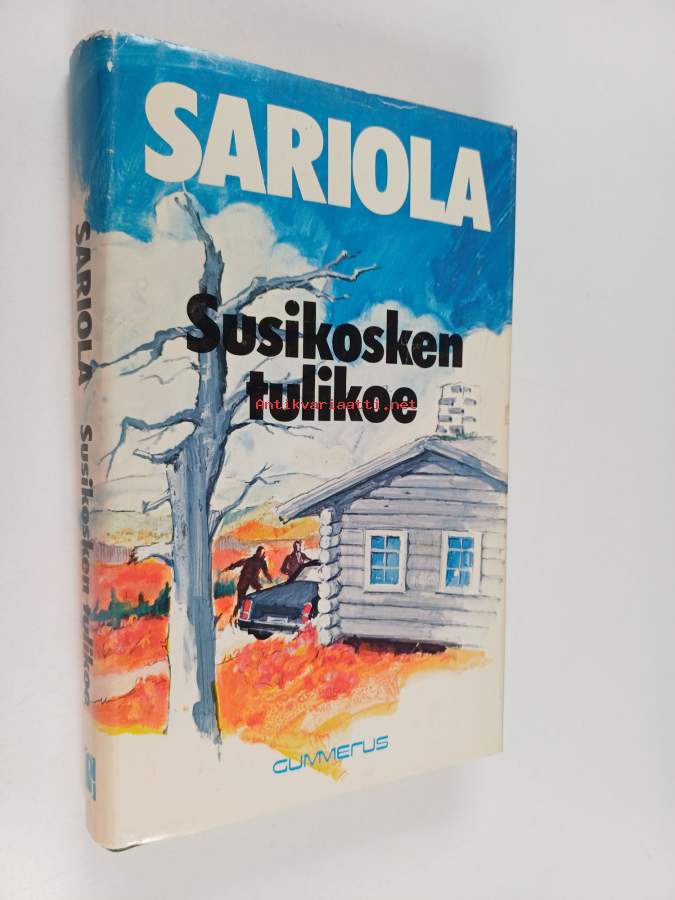 SARIOLA
Susikosken
tulikoe
Antikvariaatti.net
GUMMERUS
SARIOLA Susikosken tulikoe